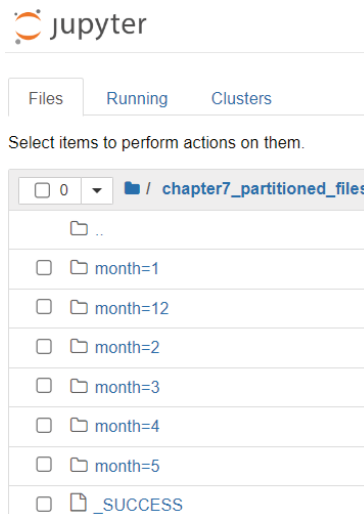 jupyter
Files Running Clusters
Select items to perform actions on them.
0 / chapter7_partitioned_files
..
month=1
month=12
month=2
month=3
month=4
month=5
_SUCCESS